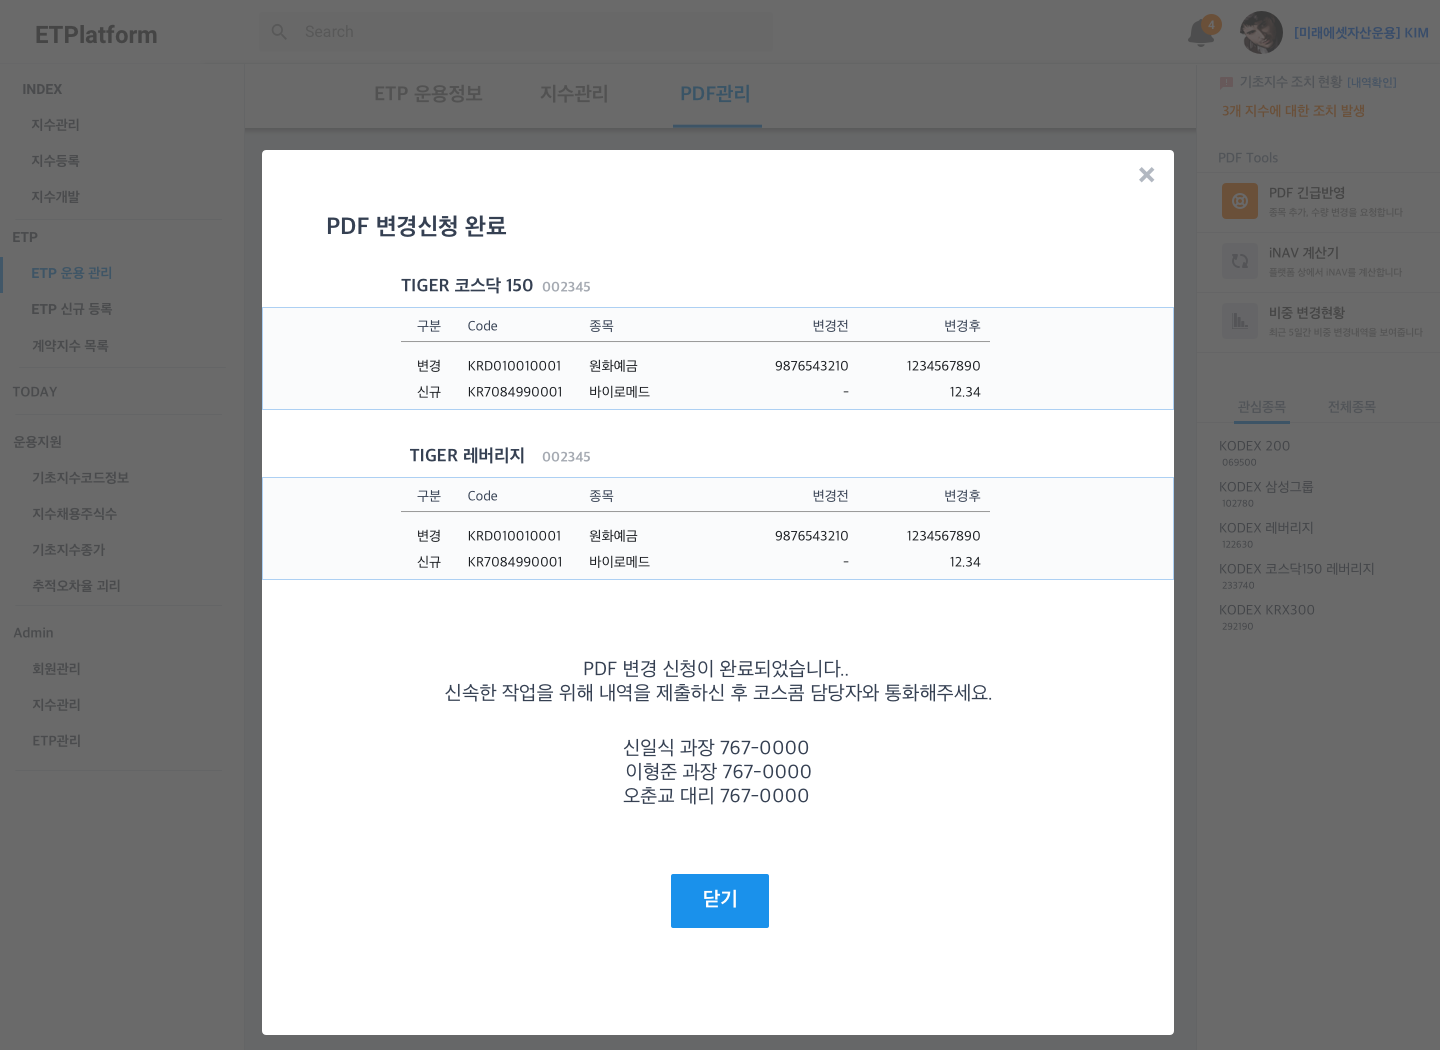 ETPlatform
Search
4
[미래에셋자산운용] KIM
INDEX
지수관리
지수등록
지수개발
ETP
ETP 운용 관리
ETP 신규 등록
계약지수 목록
TODAY
운용지원
기초지수코드정보
지수채용주식수
기초지수종가
추적오차율 괴리
Admin
회원관리
지수관리
ETP관리
ETP 운용정보 지수관리 PDF관리
PDF 변경신청 완료
TIGER 코스닥 150 002345
구분 Code 종목 변경전 변경후
변경 KRD010010001 원화예금 9876543210 1234567890
신규 KR7084990001 바이로메드 - 12.34
TIGER 레버리지 002345
구분 Code 종목 변경전 변경후
변경 KRD010010001 원화예금 9876543210 1234567890
신규 KR7084990001 바이로메드 - 12.34
PDF 변경 신청이 완료되었습니다..
신속한 작업을 위해 내역을 제출하신 후 코스콤 담당자와 통화해주세요.
신일식 과장 767-0000
이형준 과장 767-0000
오춘교 대리 767-0000
닫기
기초지수 조치 현황 [내역확인]
3개 지수에 대한 조치 발생
PDF Tools
PDF 긴급반영
종목 추가, 수량 변경을 요청합니다
iNAV 계산기
플랫폼 상에서 iNAV를 계산합니다
비중 변경현황
최근 5일간 비중 변경내역을 보여줍니다
관심종목 전체종목
KODEX 200
069500
KODEX 삼성그룹
102780
KODEX 레버리지
122630
KODEX 코스닥150 레버리지
233740
KODEX KRX300
292190